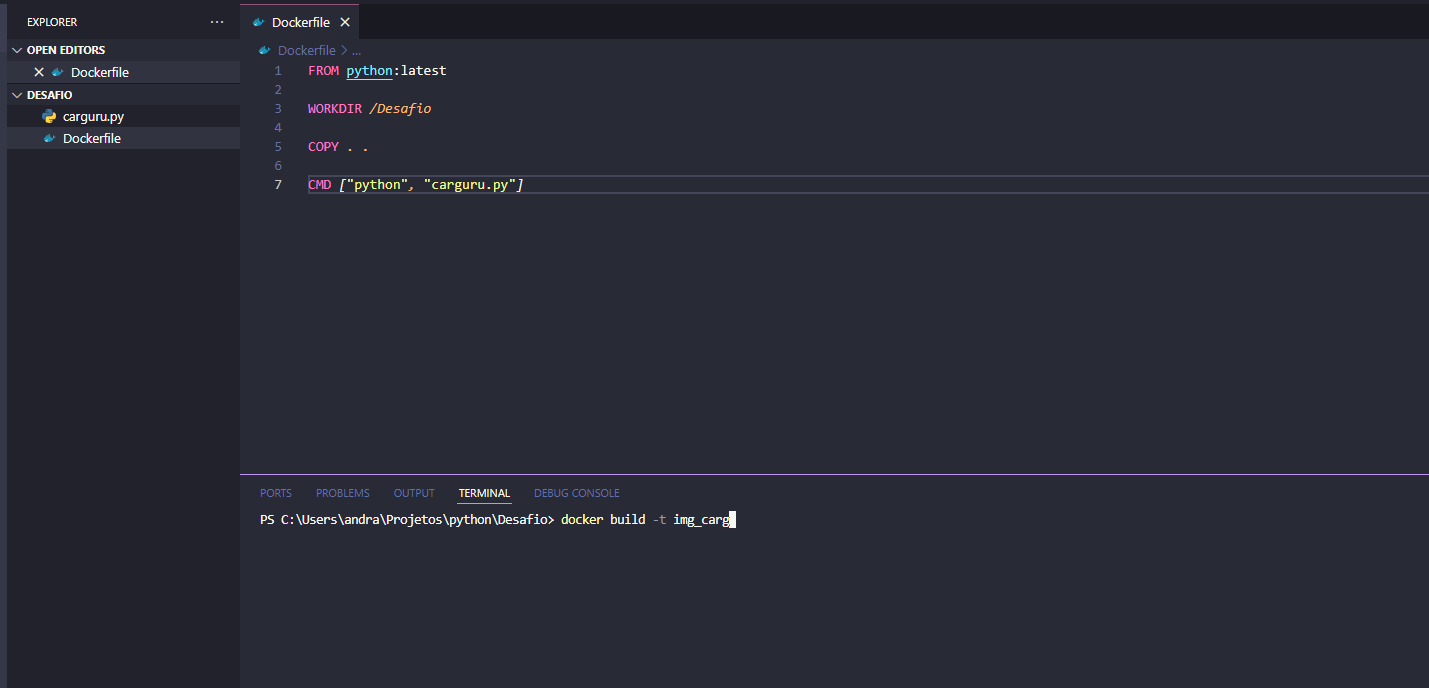 EXPLORER ...
OPEN EDITORS
Dockerfile
DESAFIO
carguru.py
Dockerfile
Dockerfile
Dockerfile > ...
1 FROM python:latest
2
3 WORKDIR /Desafio
4
5 COPY . .
6
7 CMD ["python", "carguru.py"]
PORTS PROBLEMS OUTPUT TERMINAL DEBUG CONSOLE
PS C:\Users\andra\Projetos\python\Desafio> docker build -t img_carg